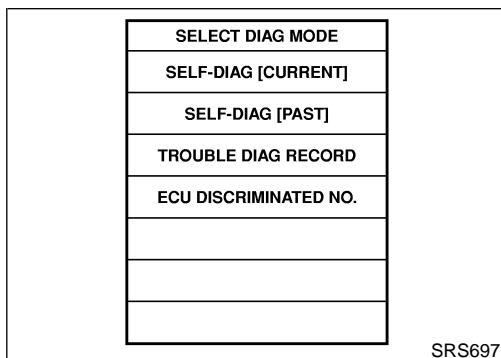 SELECT DIAG MODE
SELF-DIAG [CURRENT]
SELF-DIAG [PAST]
TROUBLE DIAG RECORD
ECU DISCRIMINATED NO.
SRS697